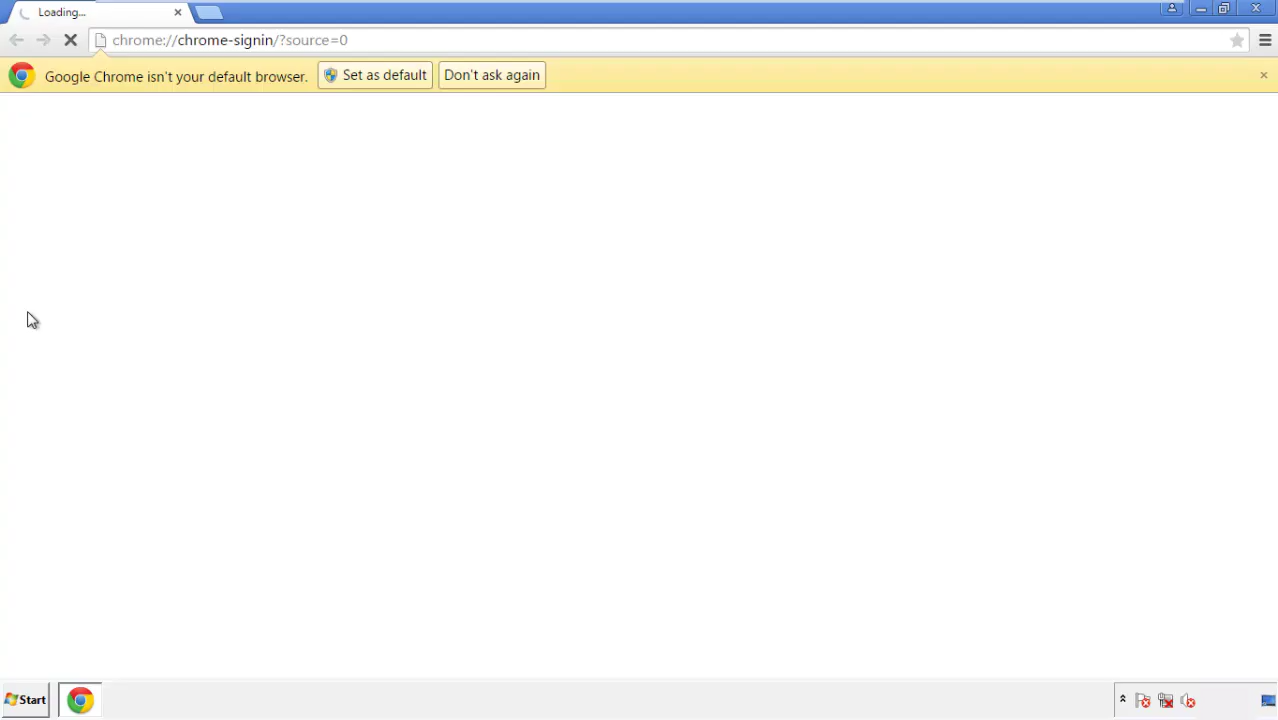 Loading...
chrome://chrome-signin/?source=0
Google Chrome isn't your default browser. Set as default Don't ask again
Start